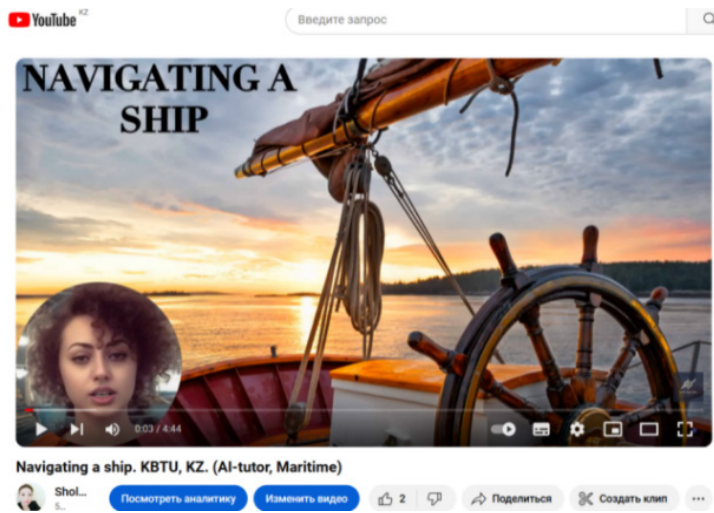 YouTube KZ
Введите запрос
NAVIGATING A
SHIP
0:03 / 4:44
Navigating a ship. KBTU, KZ. (AI-tutor, Maritime)
Shol...
Посмотреть аналитику
Изменить видео
2
Поделиться
Создать клип
...